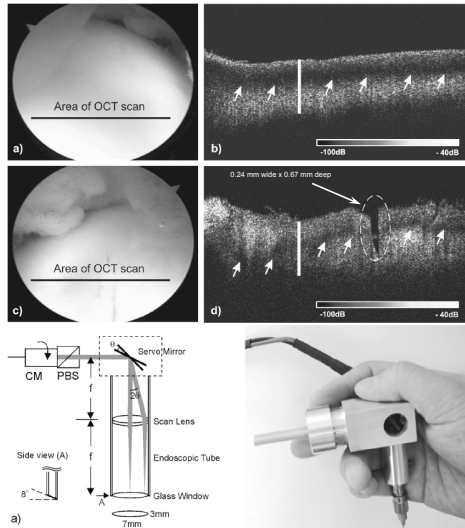 Area of OCT scan
a)
b)
-100dB
- 40dB
0.24 mm wide x 0.67 mm deep
Area of OCT scan
c)
d)
-100dB
- 40dB
θ
Servo Mirror
CM
PBS
f
2θ
Scan Lens
f
Endoscopic Tube
Side view (A)
8°
A
Glass Window
3mm
7mm
a)